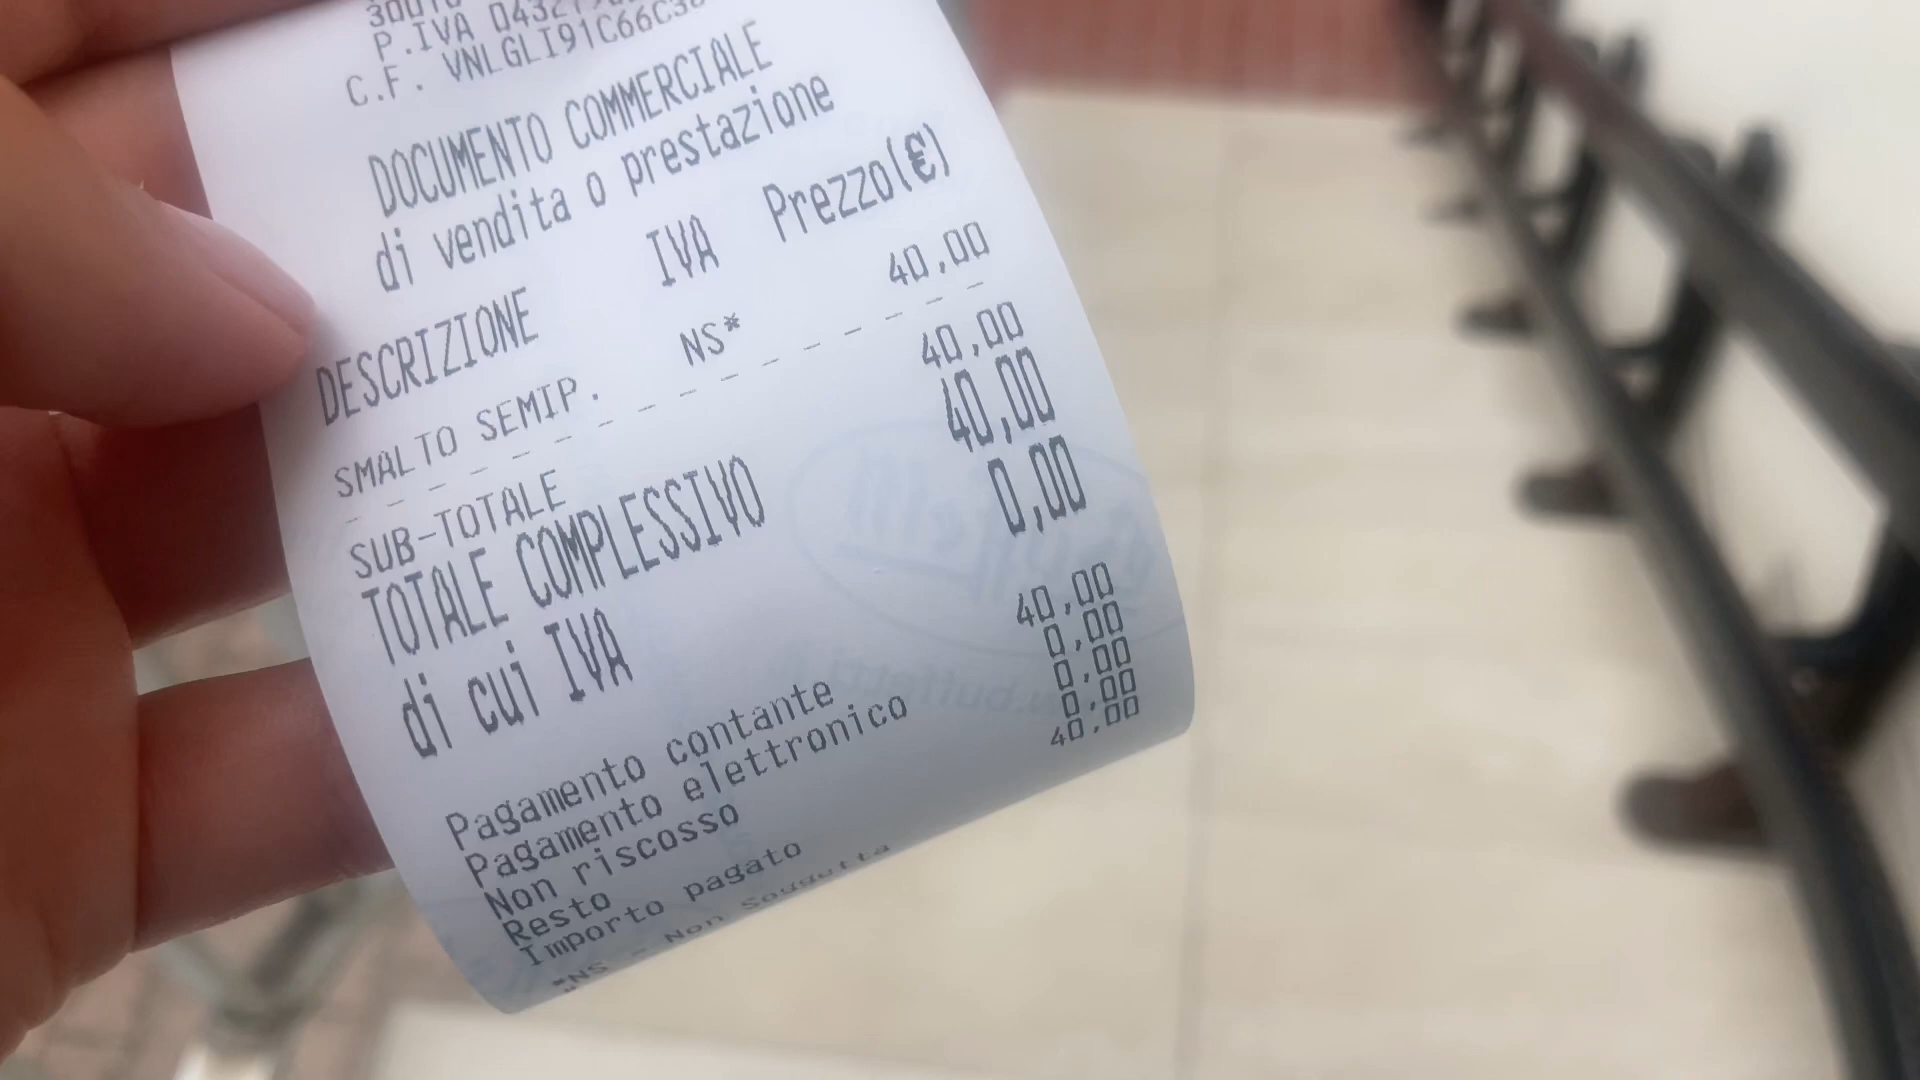 P.IVA
C.F.
DOCUMENTO COMMERCIALE
di vendita o prestazione
DESCRIZIONE IVA Prezzo(€)
SMALTO SEMIP. NS* 40,00
SUB-TOTALE 40,00
TOTALE COMPLESSIVO 40,00
di cui IVA 0,00
Pagamento contante 40,00
Pagamento elettronico 0,00
Non riscosso 0,00
Resto 0,00
Importo pagato 40,00
*NS = Non Soggetta